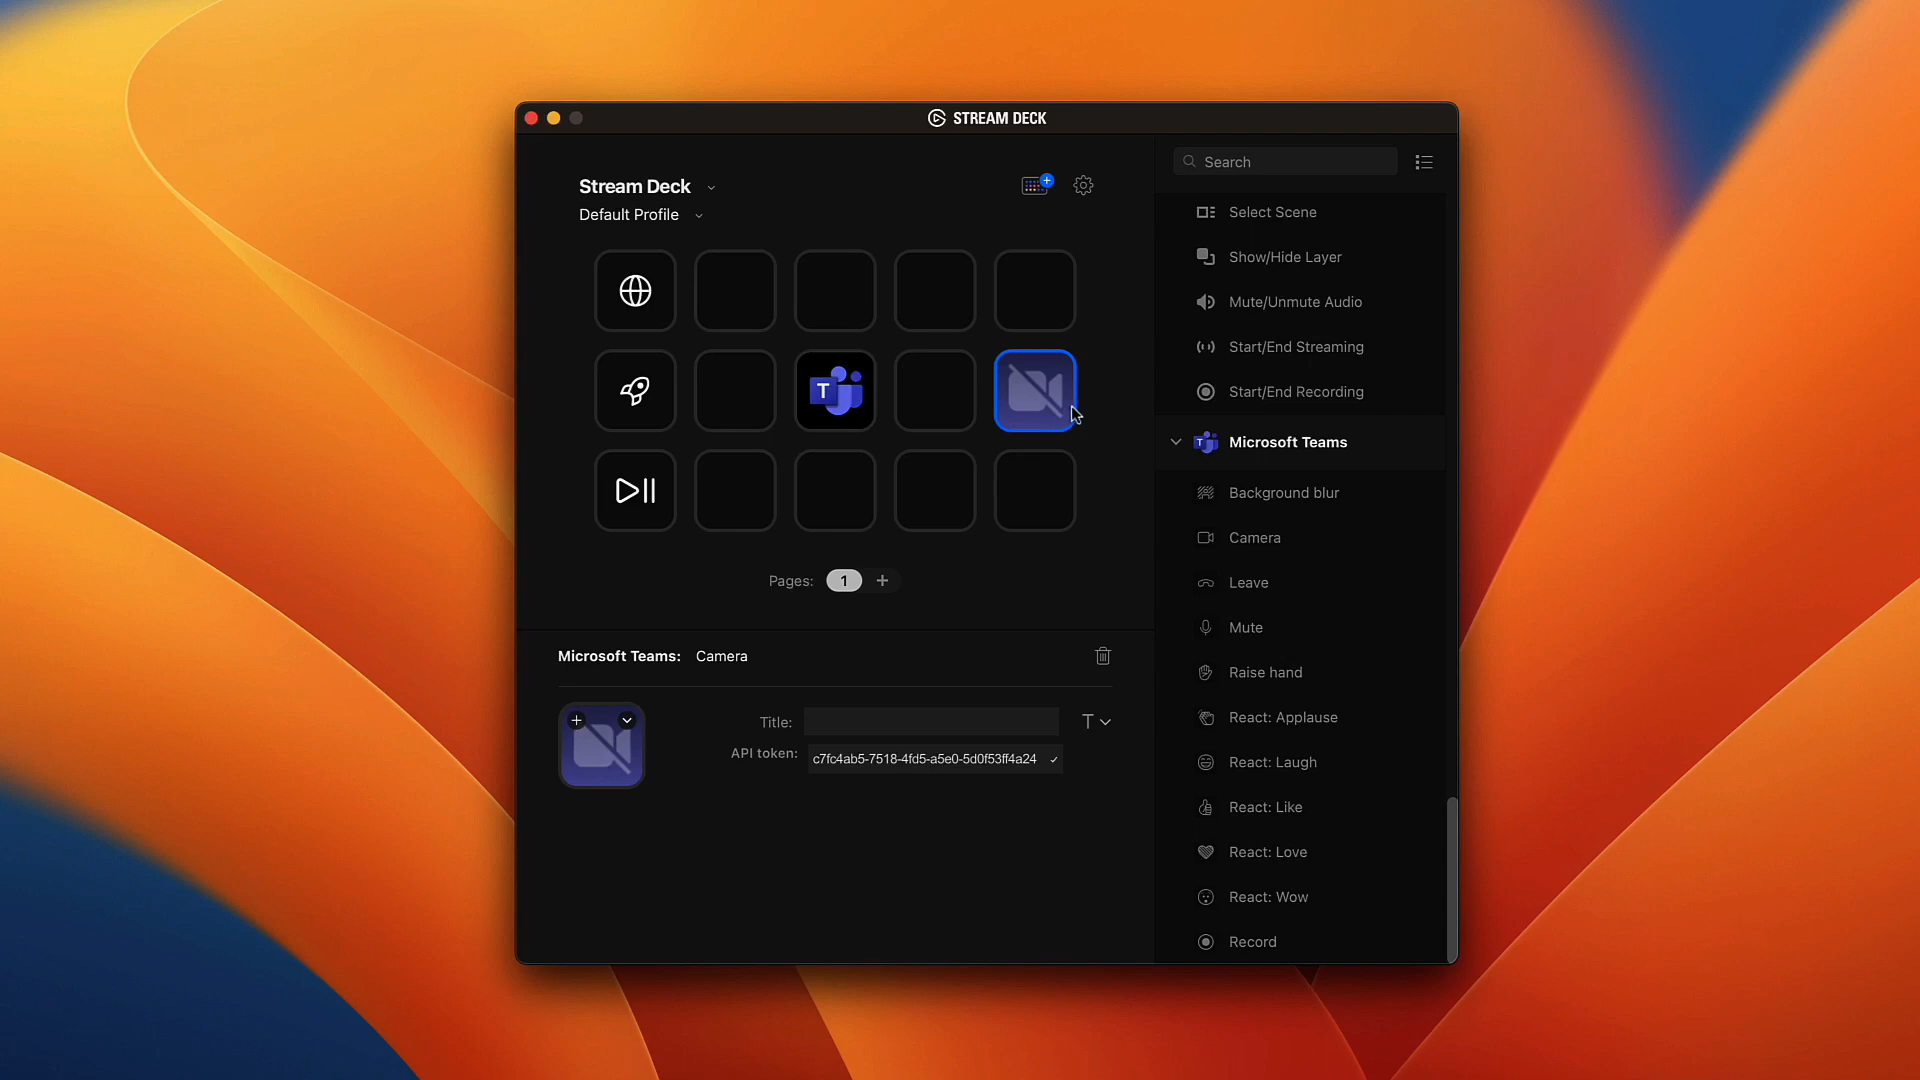 STREAM DECK
Stream Deck
Default Profile
Pages: 1 +
Microsoft Teams: Camera
Title:
T
API token: c7fc4ab5-7518-4fd5-a5e0-5d0f53ff4a24
Search
Select Scene
Show/Hide Layer
Mute/Unmute Audio
Start/End Streaming
Start/End Recording
T Microsoft Teams
Background blur
Camera
Leave
Mute
Raise hand
React: Applause
React: Laugh
React: Like
React: Love
React: Wow
Record
T